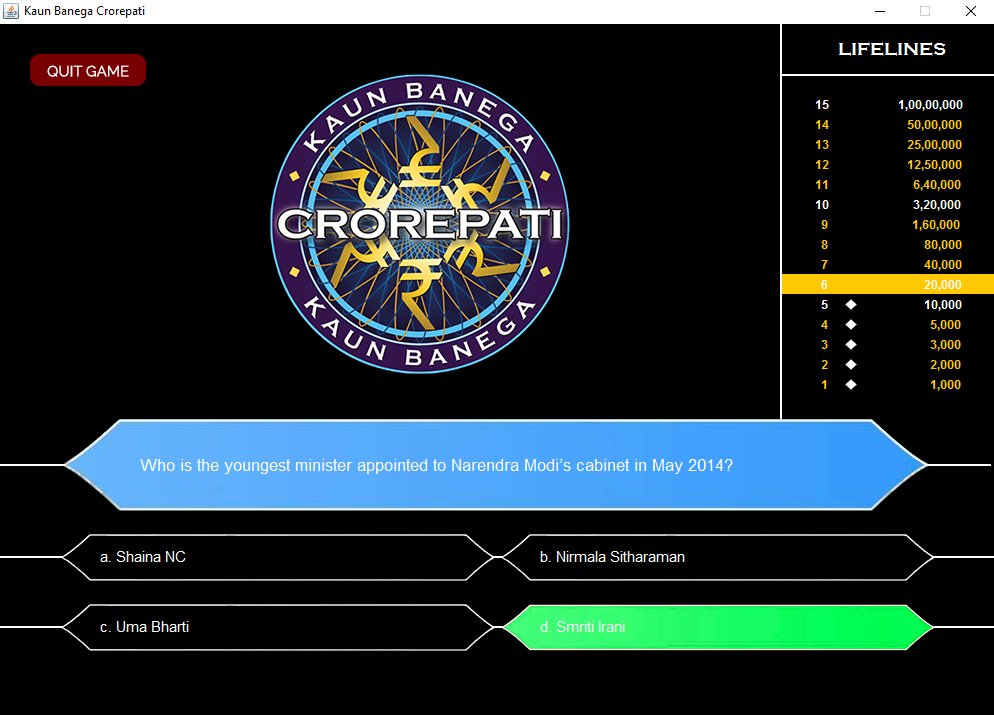 Kaun Banega Crorepati
QUIT GAME
KAUN BANEGA
CROREPATI
KAUN BANEGA
LIFELINES
15 1,00,00,000
14 50,00,000
13 25,00,000
12 12,50,000
11 6,40,000
10 3,20,000
9 1,60,000
8 80,000
7 40,000
6 20,000
5 ◆ 10,000
4 ◆ 5,000
3 ◆ 3,000
2 ◆ 2,000
1 ◆ 1,000
Who is the youngest minister appointed to Narendra Modi’s cabinet in May 2014?
a. Shaina NC
b. Nirmala Sitharaman
c. Uma Bharti
d. Smriti Irani